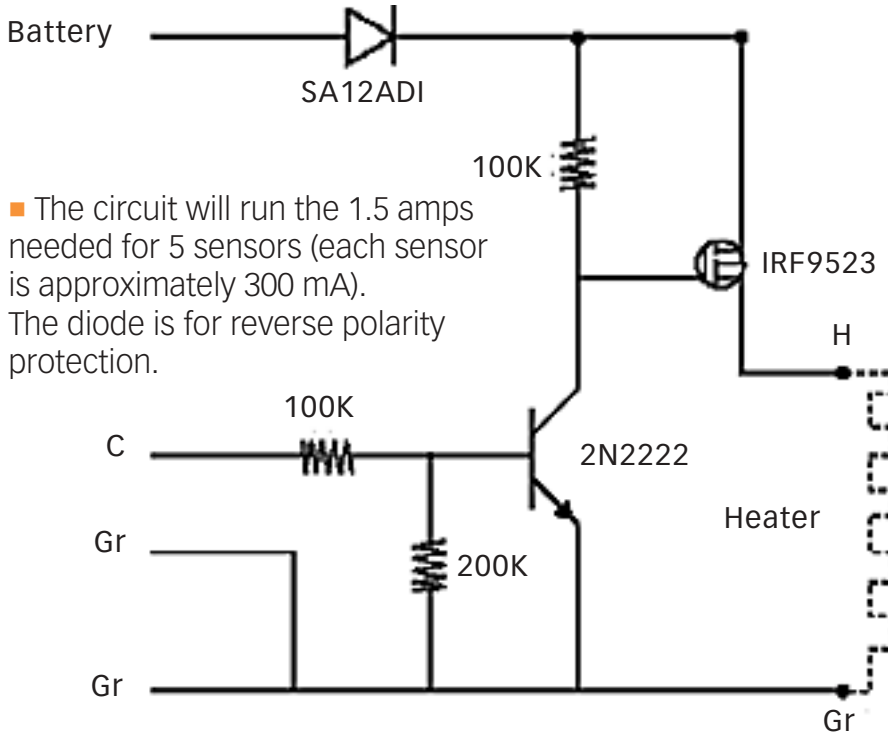 Battery
SA12ADI
100K
■ The circuit will run the 1.5 amps
needed for 5 sensors (each sensor
is approximately 300 mA).
The diode is for reverse polarity
protection.
IRF9523
H
100K
C
2N2222
Heater
Gr
200K
Gr
Gr